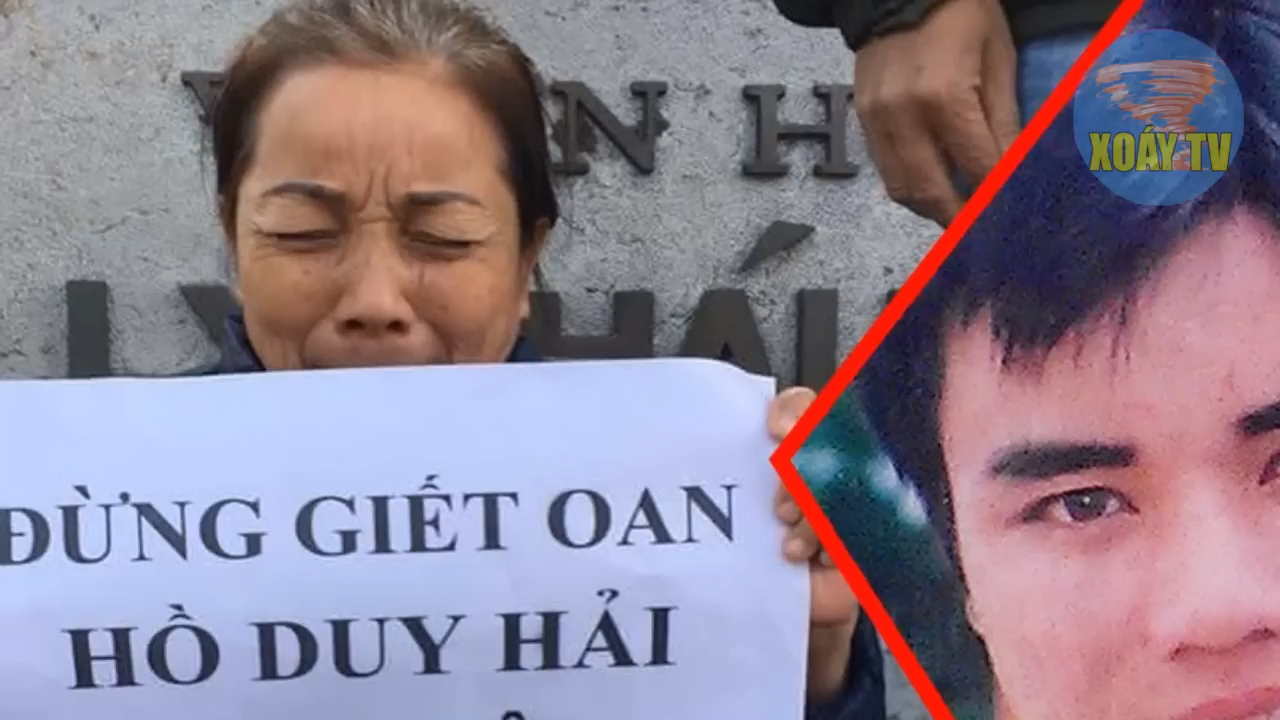 XOÁY TV
ĐỪNG GIẾT OAN
HỒ DUY HẢI